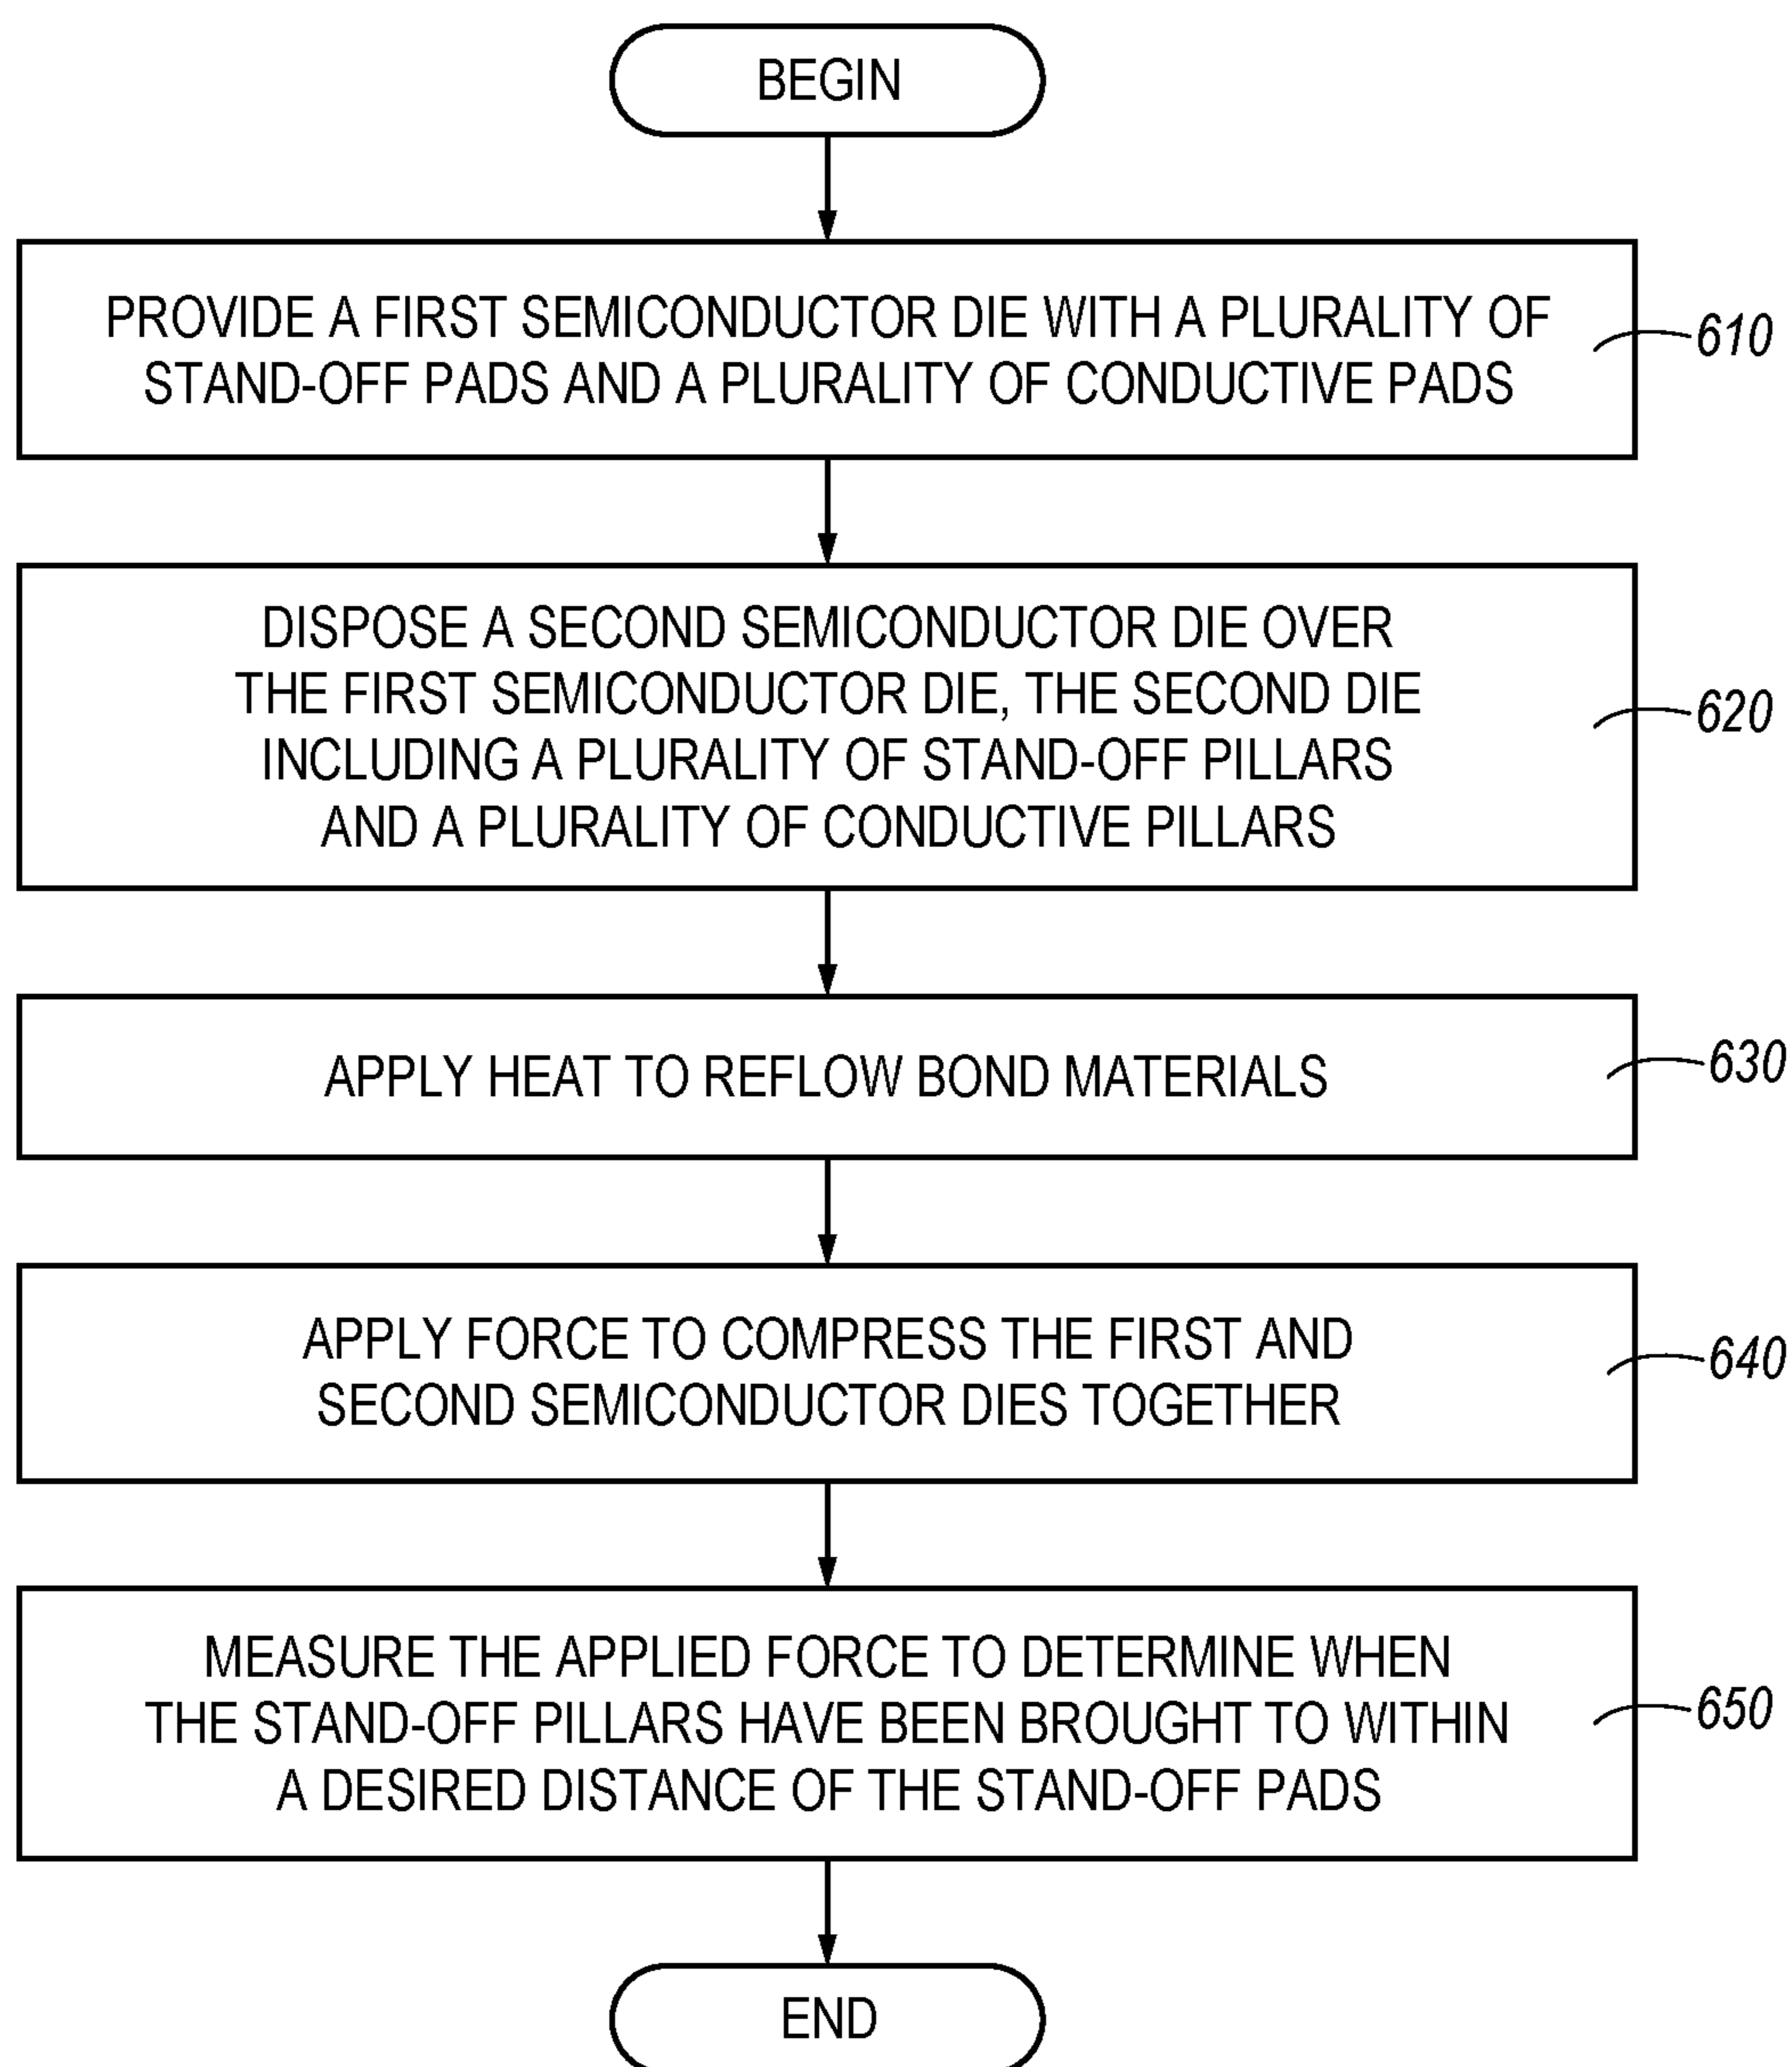 BEGIN
PROVIDE A FIRST SEMICONDUCTOR DIE WITH A PLURALITY OF
STAND-OFF PADS AND A PLURALITY OF CONDUCTIVE PADS
610
DISPOSE A SECOND SEMICONDUCTOR DIE OVER
THE FIRST SEMICONDUCTOR DIE, THE SECOND DIE
INCLUDING A PLURALITY OF STAND-OFF PILLARS
AND A PLURALITY OF CONDUCTIVE PILLARS
620
APPLY HEAT TO REFLOW BOND MATERIALS
630
APPLY FORCE TO COMPRESS THE FIRST AND
SECOND SEMICONDUCTOR DIES TOGETHER
640
MEASURE THE APPLIED FORCE TO DETERMINE WHEN
THE STAND-OFF PILLARS HAVE BEEN BROUGHT TO WITHIN
A DESIRED DISTANCE OF THE STAND-OFF PADS
650
END